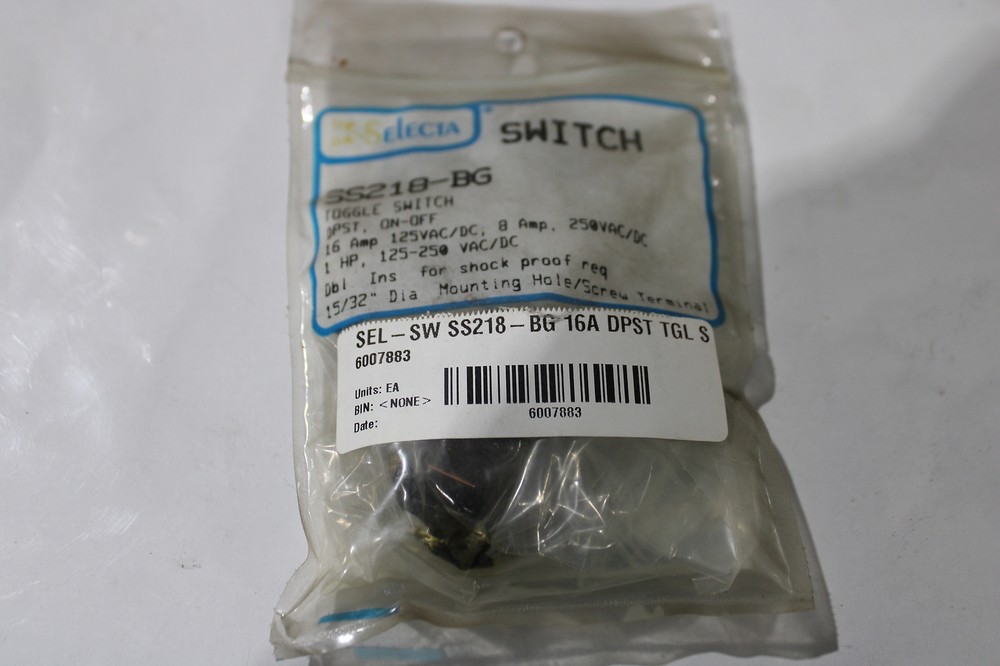 SELECTA
SWITCH
SS218-BG
TOGGLE SWITCH
DPST, ON-OFF
16 Amp 125VAC/DC, 8 Amp, 250VAC/DC
1 HP, 125-250 VAC/DC
Dbl Ins for shock proof req
15/32" Dia Mounting Hole/Screw Terminal
SEL-SW SS218-BG 16A DPST TGL S
6007883
Units: EA
BIN: <NONE>
Date:
6007883